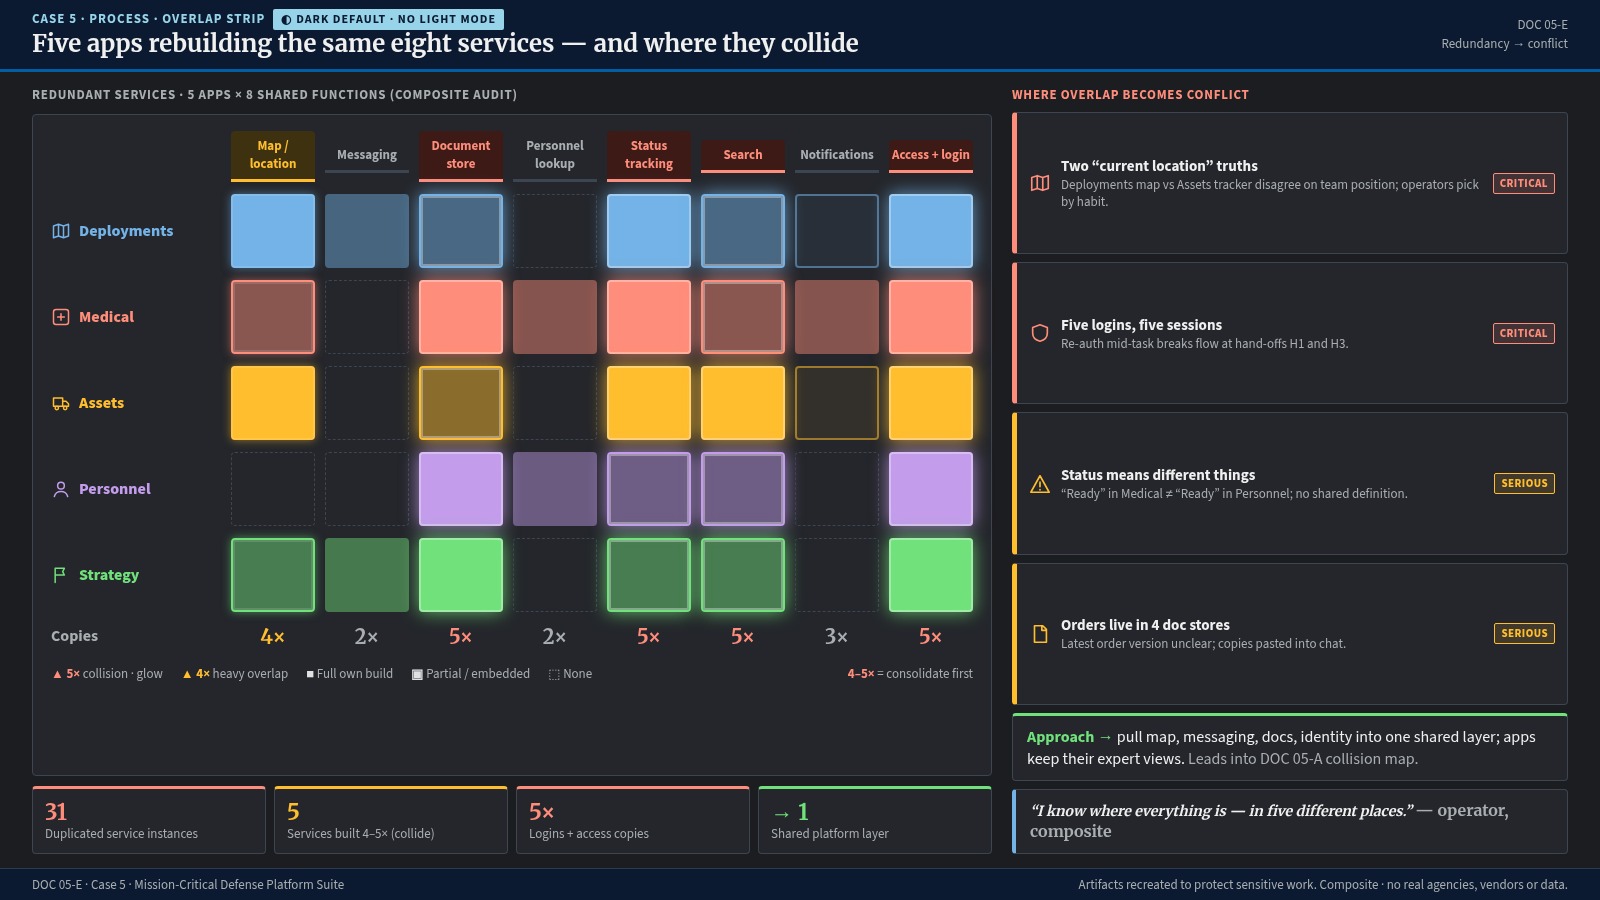 CASE 5 · PROCESS · OVERLAP STRIP
◐ DARK DEFAULT · NO LIGHT MODE
Five apps rebuilding the same eight services — and where they collide
DOC 05-E
Redundancy → conflict
REDUNDANT SERVICES · 5 APPS × 8 SHARED FUNCTIONS (COMPOSITE AUDIT)
Map /
location
Messaging
Document
store
Personnel
lookup
Status
tracking
Search
Notifications
Access + login
Deployments
Medical
Assets
Personnel
Strategy
Copies
4×
2×
5×
2×
5×
5×
3×
5×
▲ 5× collision · glow
▲ 4× heavy overlap
■ Full own build
▣ Partial / embedded
⬚ None
4–5× = consolidate first
31
Duplicated service instances
5
Services built 4–5× (collide)
5×
Logins + access copies
→ 1
Shared platform layer
WHERE OVERLAP BECOMES CONFLICT
Two “current location” truths
Deployments map vs Assets tracker disagree on team position; operators pick
by habit.
CRITICAL
Five logins, five sessions
Re-auth mid-task breaks flow at hand-offs H1 and H3.
CRITICAL
Status means different things
“Ready” in Medical ≠ “Ready” in Personnel; no shared definition.
SERIOUS
Orders live in 4 doc stores
Latest order version unclear; copies pasted into chat.
SERIOUS
Approach → pull map, messaging, docs, identity into one shared layer; apps
keep their expert views. Leads into DOC 05-A collision map.
“I know where everything is — in five different places.” — operator,
composite
DOC 05-E · Case 5 · Mission-Critical Defense Platform Suite
Artifacts recreated to protect sensitive work. Composite · no real agencies, vendors or data.